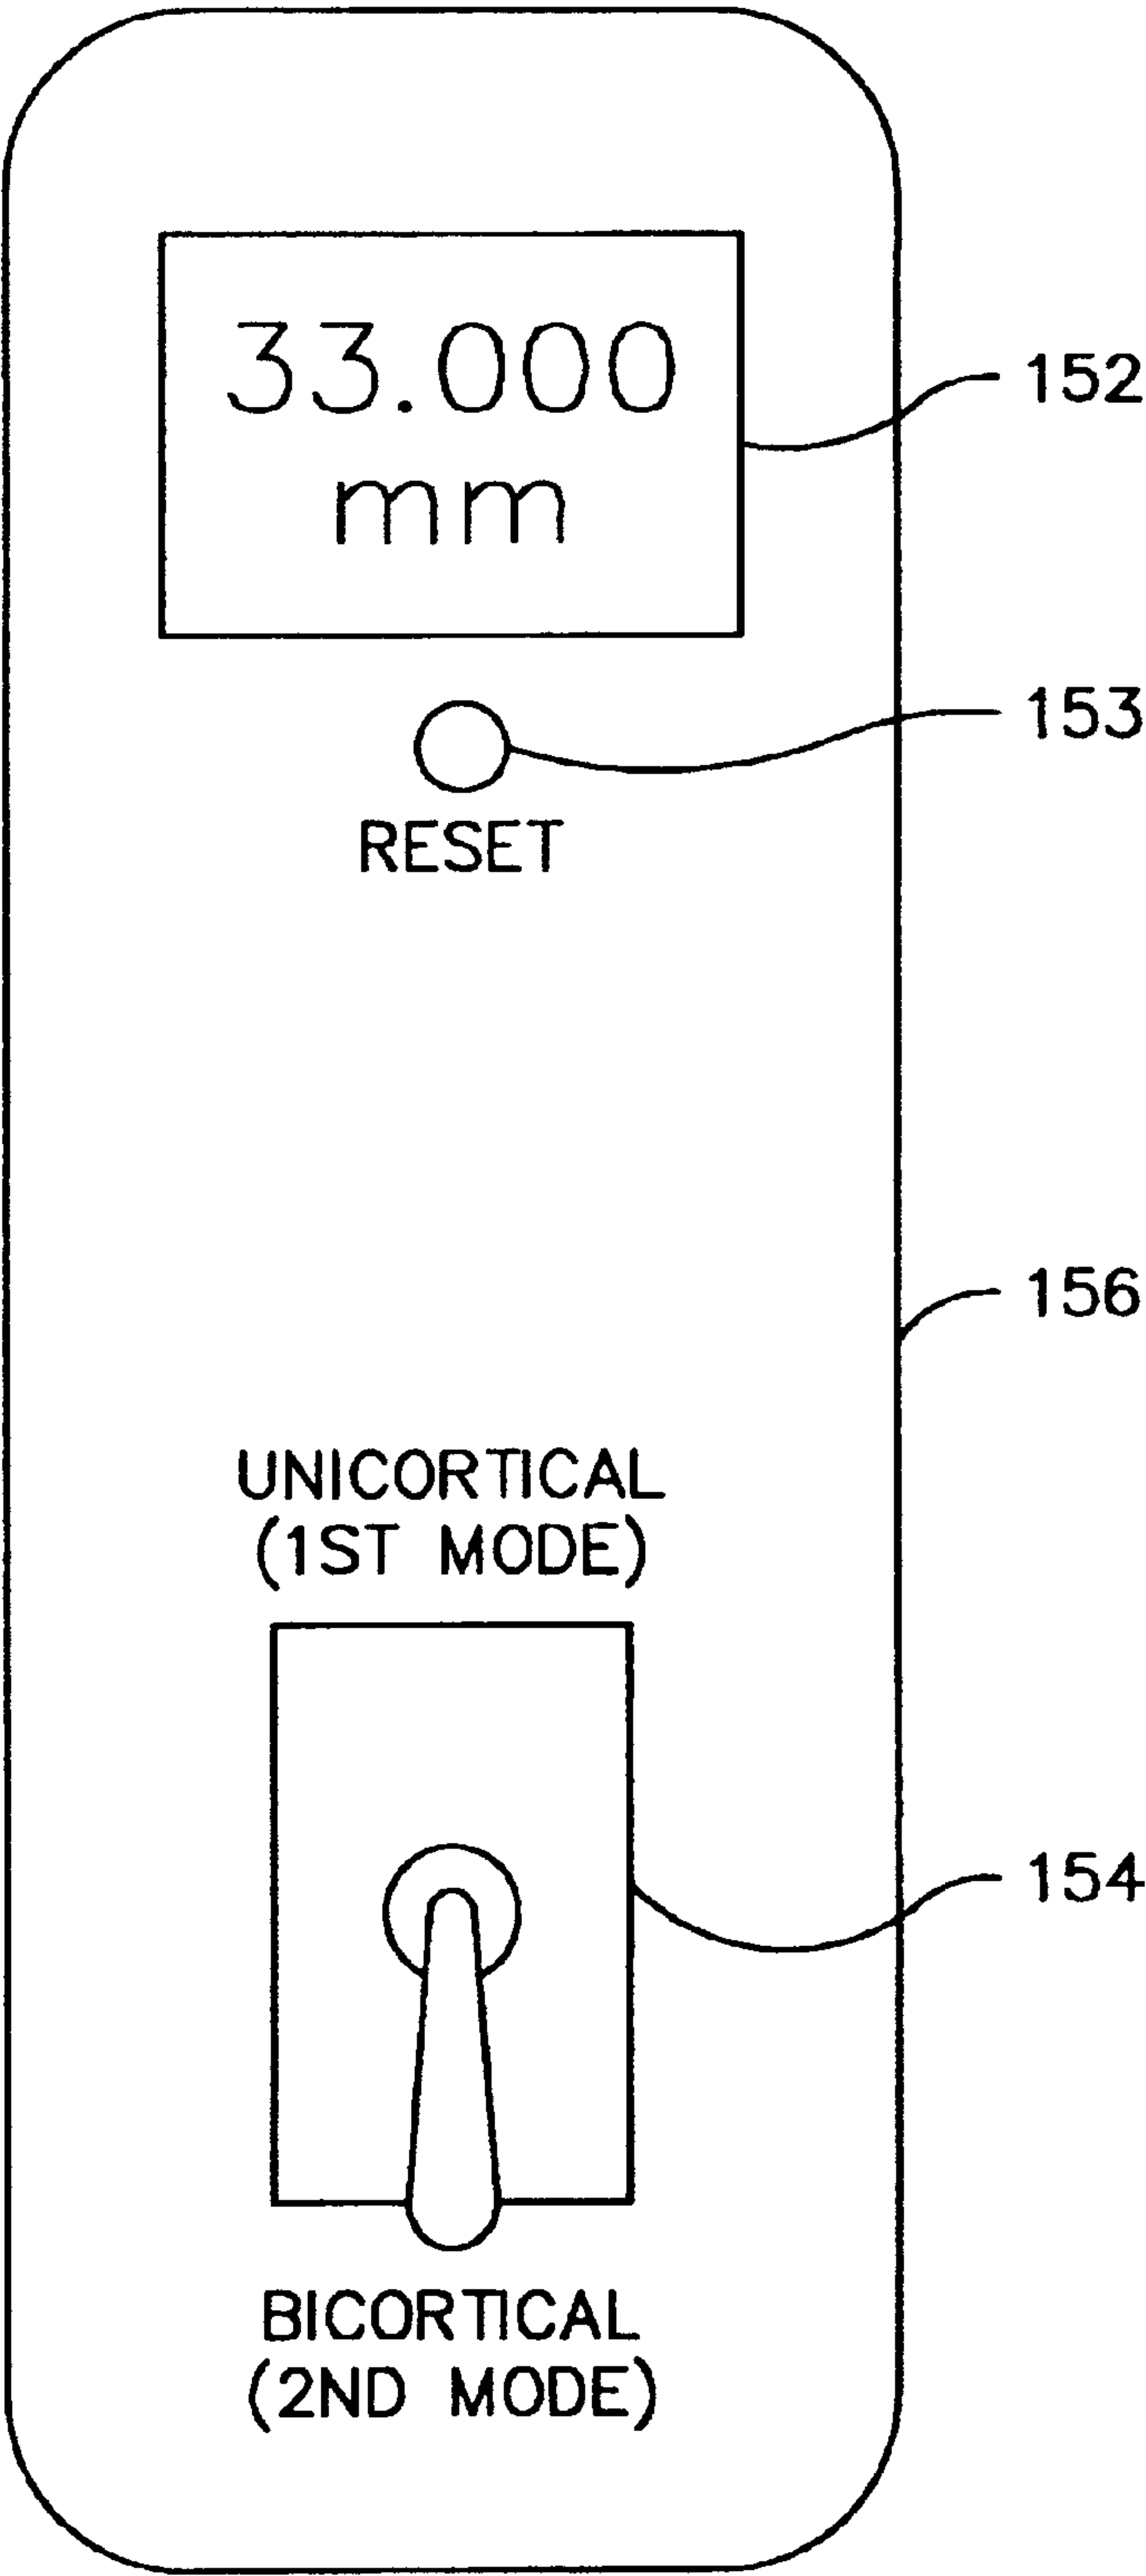 33.000
mm
152
153
RESET
156
UNICORTICAL
(1ST MODE)
154
BICORTICAL
(2ND MODE)